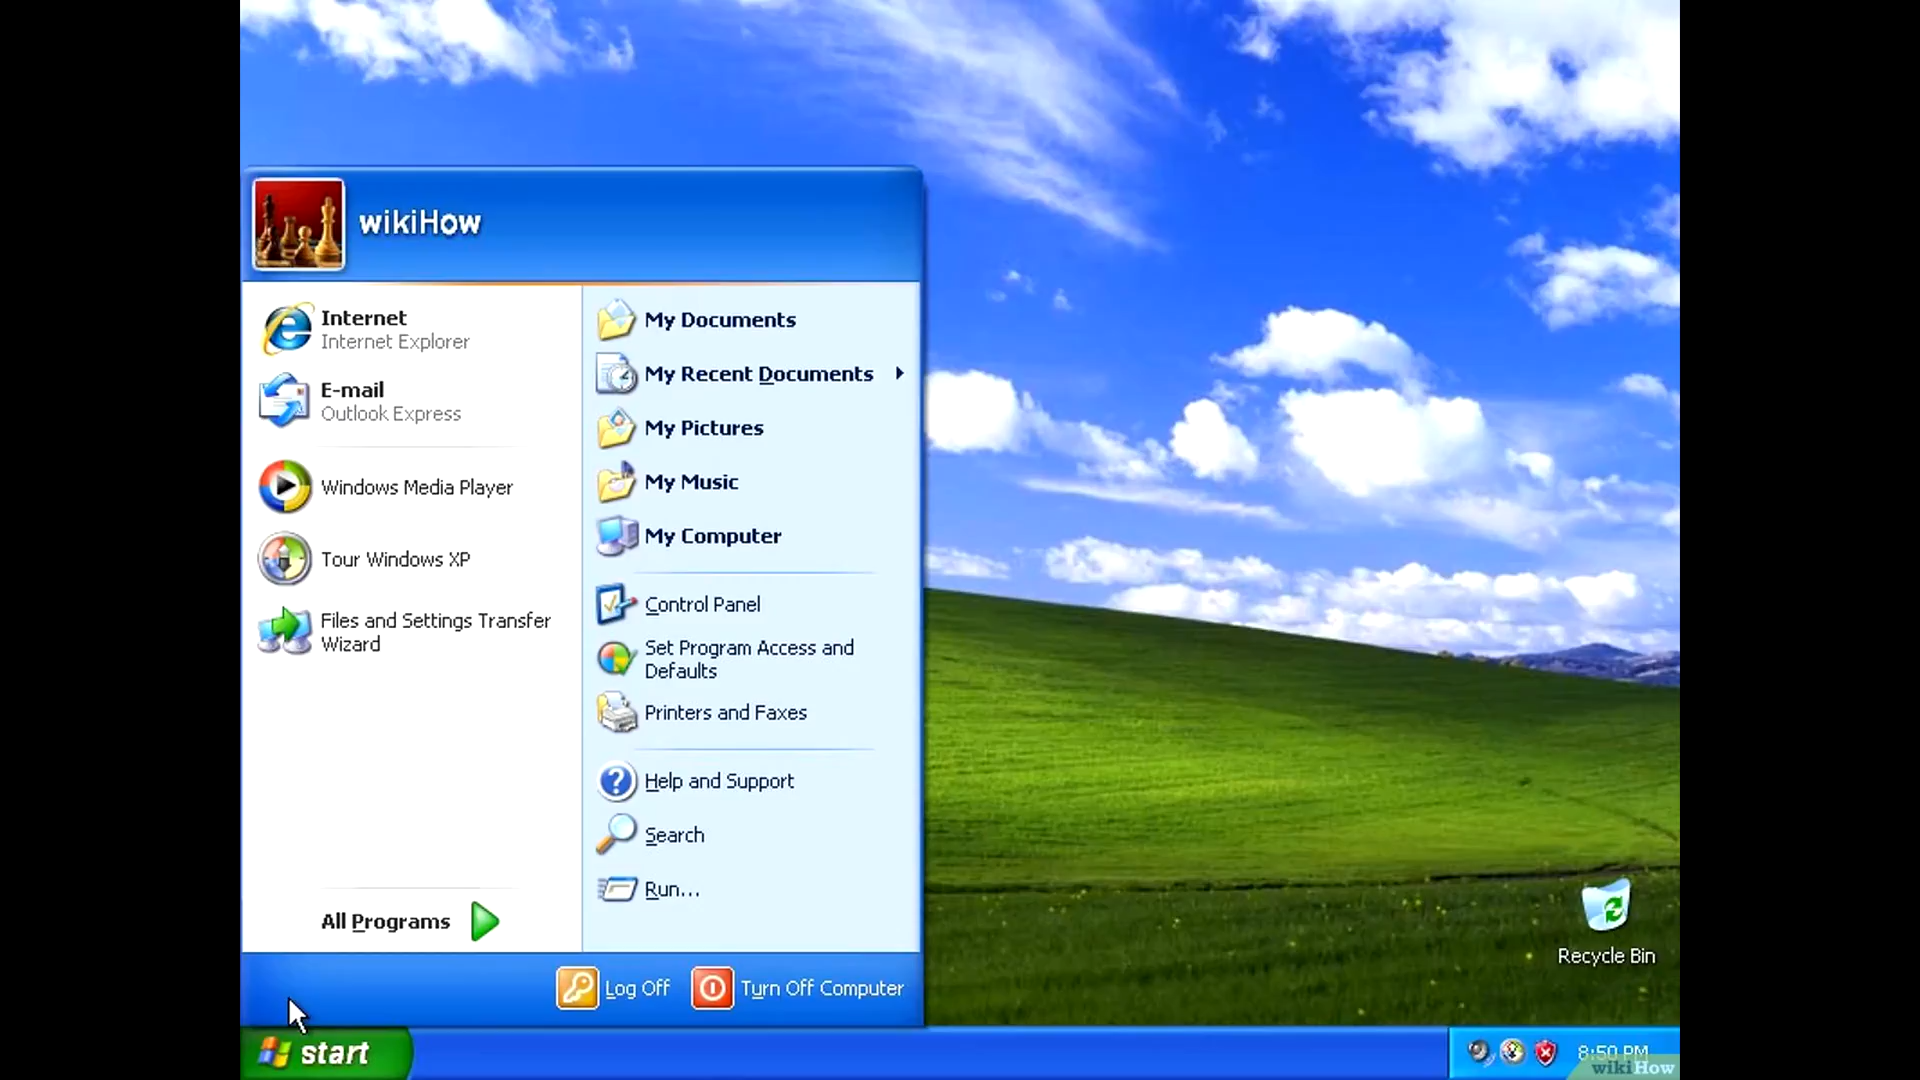 wikiHow
Internet
Internet Explorer
E-mail
Outlook Express
Windows Media Player
Tour Windows XP
Files and Settings Transfer
Wizard
All Programs
My Documents
My Recent Documents
My Pictures
My Music
My Computer
Control Panel
Set Program Access and
Defaults
Printers and Faxes
Help and Support
Search
Run...
Log Off
Turn Off Computer
Recycle Bin
start
8:50 PM
wikiHow